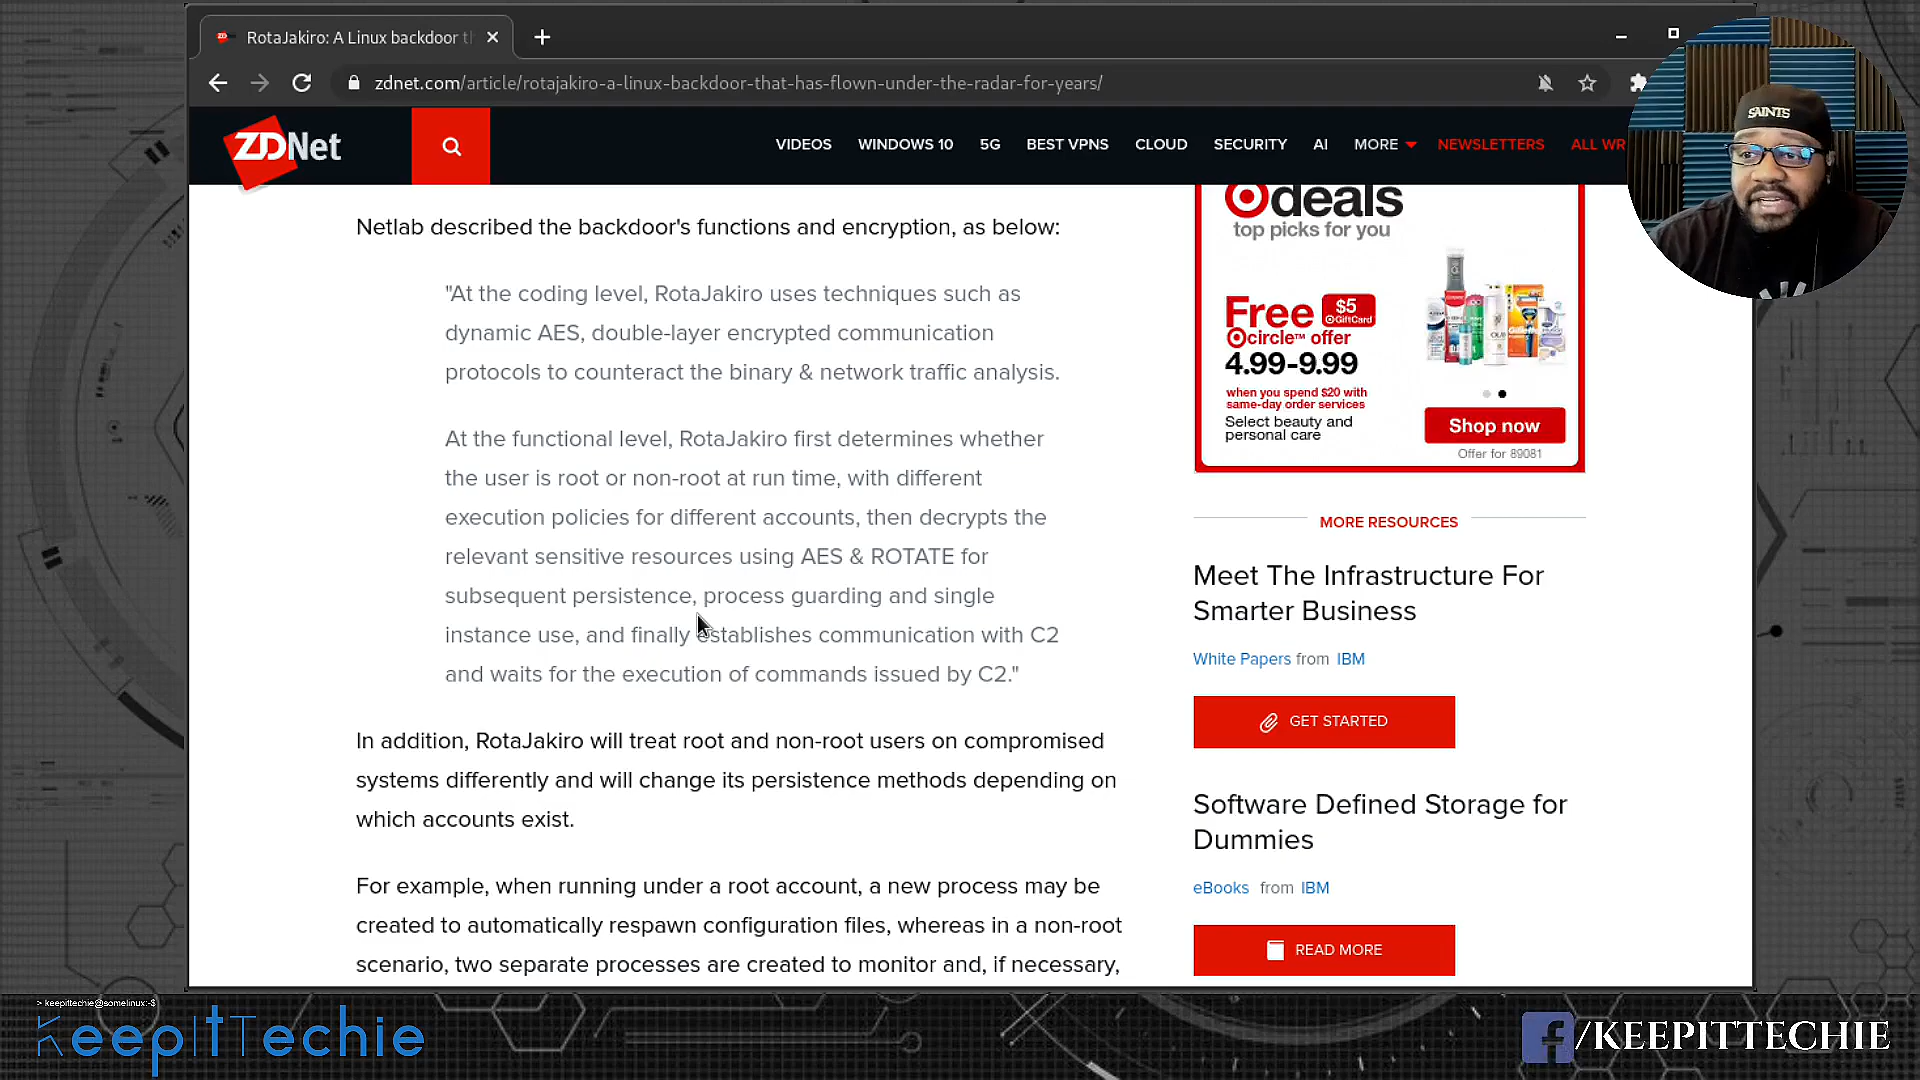 RotaJakiro: A Linux backdoor t
zdnet.com/article/rotajakiro-a-linux-backdoor-that-has-flown-under-the-radar-for-years/
ZDNet
VIDEOS WINDOWS 10 5G BEST VPNS CLOUD SECURITY AI MORE NEWSLETTERS ALL WR
SAINTS
Netlab described the backdoor's functions and encryption, as below:
"At the coding level, RotaJakiro uses techniques such as
dynamic AES, double-layer encrypted communication
protocols to counteract the binary & network traffic analysis.
At the functional level, RotaJakiro first determines whether
the user is root or non-root at run time, with different
execution policies for different accounts, then decrypts the
relevant sensitive resources using AES & ROTATE for
subsequent persistence, process guarding and single
instance use, and finally establishes communication with C2
and waits for the execution of commands issued by C2."
In addition, RotaJakiro will treat root and non-root users on compromised
systems differently and will change its persistence methods depending on
which accounts exist.
For example, when running under a root account, a new process may be
created to automatically respawn configuration files, whereas in a non-root
scenario, two separate processes are created to monitor and, if necessary,
deals
top picks for you
Free $5
GiftCard
circle™ offer
4.99-9.99
when you spend $20 with
same-day order services
Select beauty and
personal care
Shop now
Offer for 89081
MORE RESOURCES
Meet The Infrastructure For
Smarter Business
White Papers from IBM
GET STARTED
Software Defined Storage for
Dummies
eBooks from IBM
READ MORE
> keepittechie@somelinux:~$
KeepItTechie
f/KEEPITTECHIE